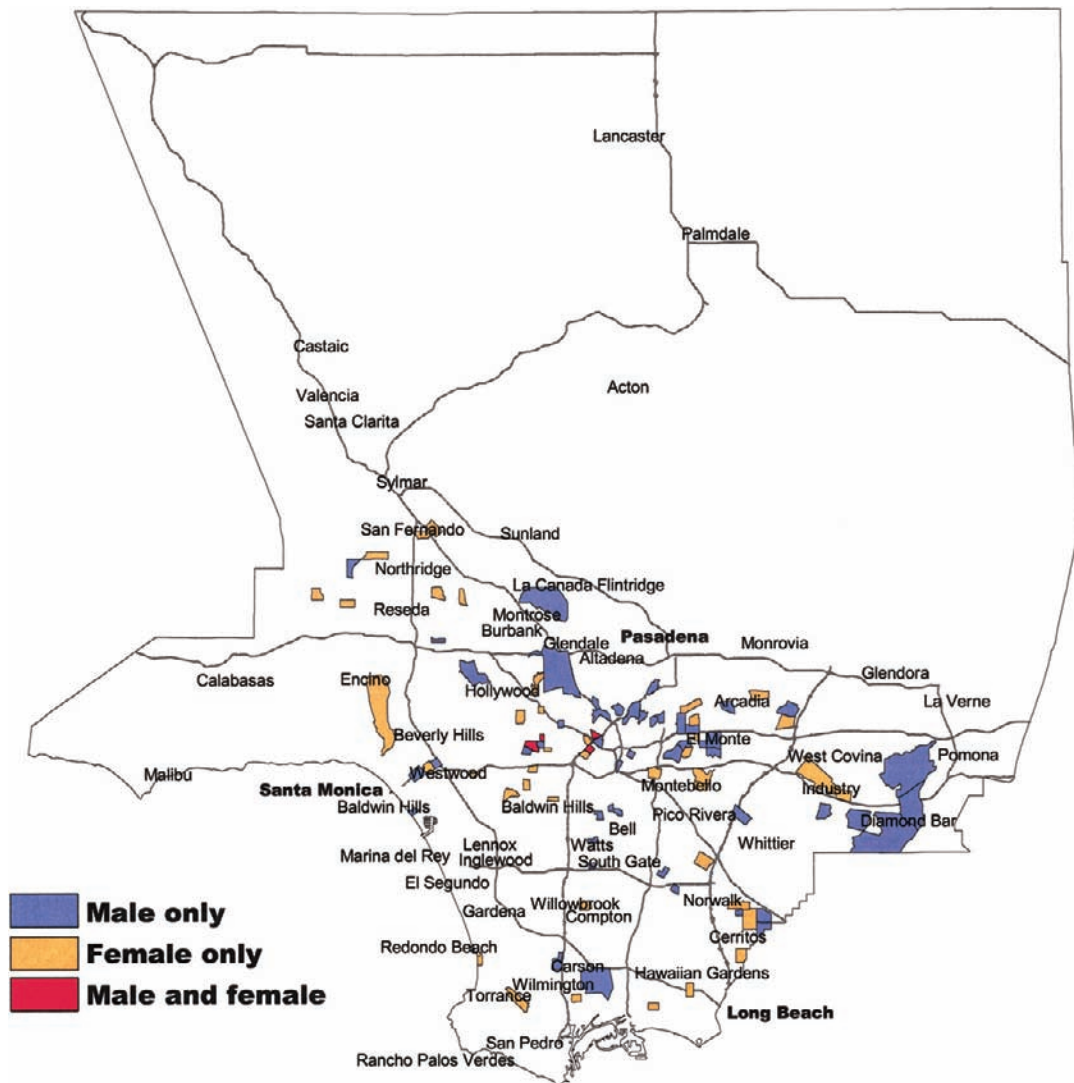 Lancaster
Palmdale
Castaic
Acton
Valencia
Santa Clarita
Sylmar
San Fernando
Sunland
Northridge
La Canada Flintridge
Reseda
Montrose
Burbank
Pasadena
Glendale
Monrovia
Altadena
Glendora
Calabasas
Encino
Hollywood
Arcadia
La Verne
Beverly Hills
El Monte
West Covina
Pomona
Malibu
Westwood
Santa Monica
Montebello
Industry
Baldwin Hills
Baldwin Hills
Pico Rivera
Diamond Bar
Bell
Lennox
Watts
Whittier
Marina del Rey
Inglewood
South Gate
El Segundo
Male only
Gardena
Willowbrook
Norwalk
Compton
Cerritos
Female only
Redondo Beach
Carson
Hawaiian Gardens
Wilmington
Male and female
Torrance
Long Beach
San Pedro
Rancho Palos Verdes